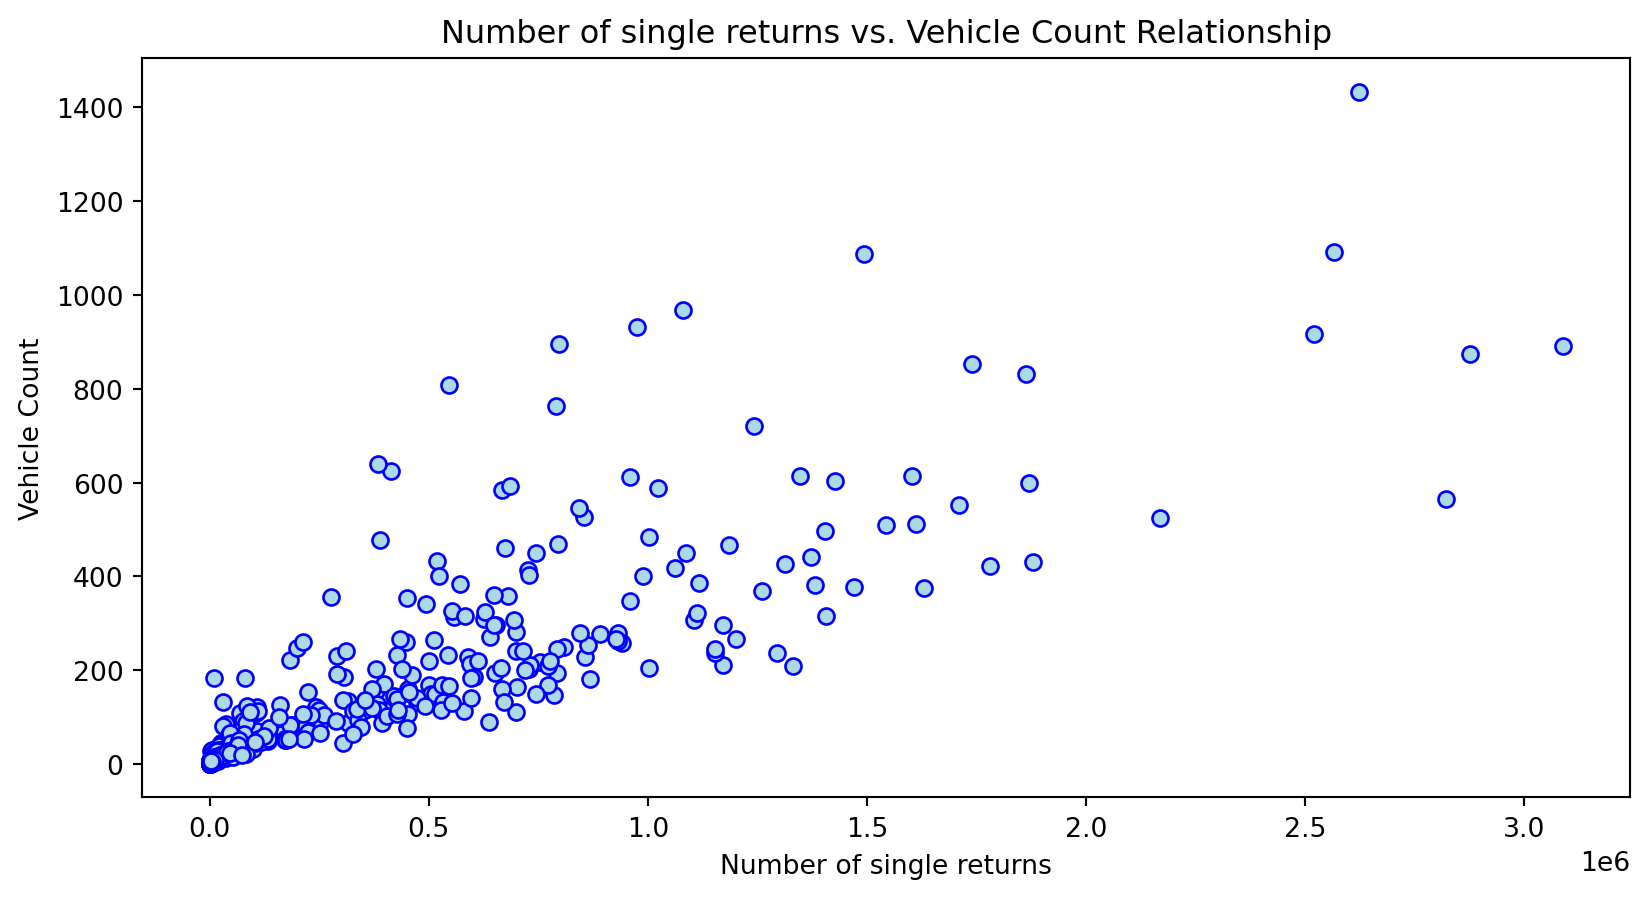 Number of single returns vs. Vehicle Count Relationship
1400
1200
1000
800
600
400
200
0
Vehicle Count
0.0 0.5 1.0 1.5 2.0 2.5 3.0
1e6
Number of single returns